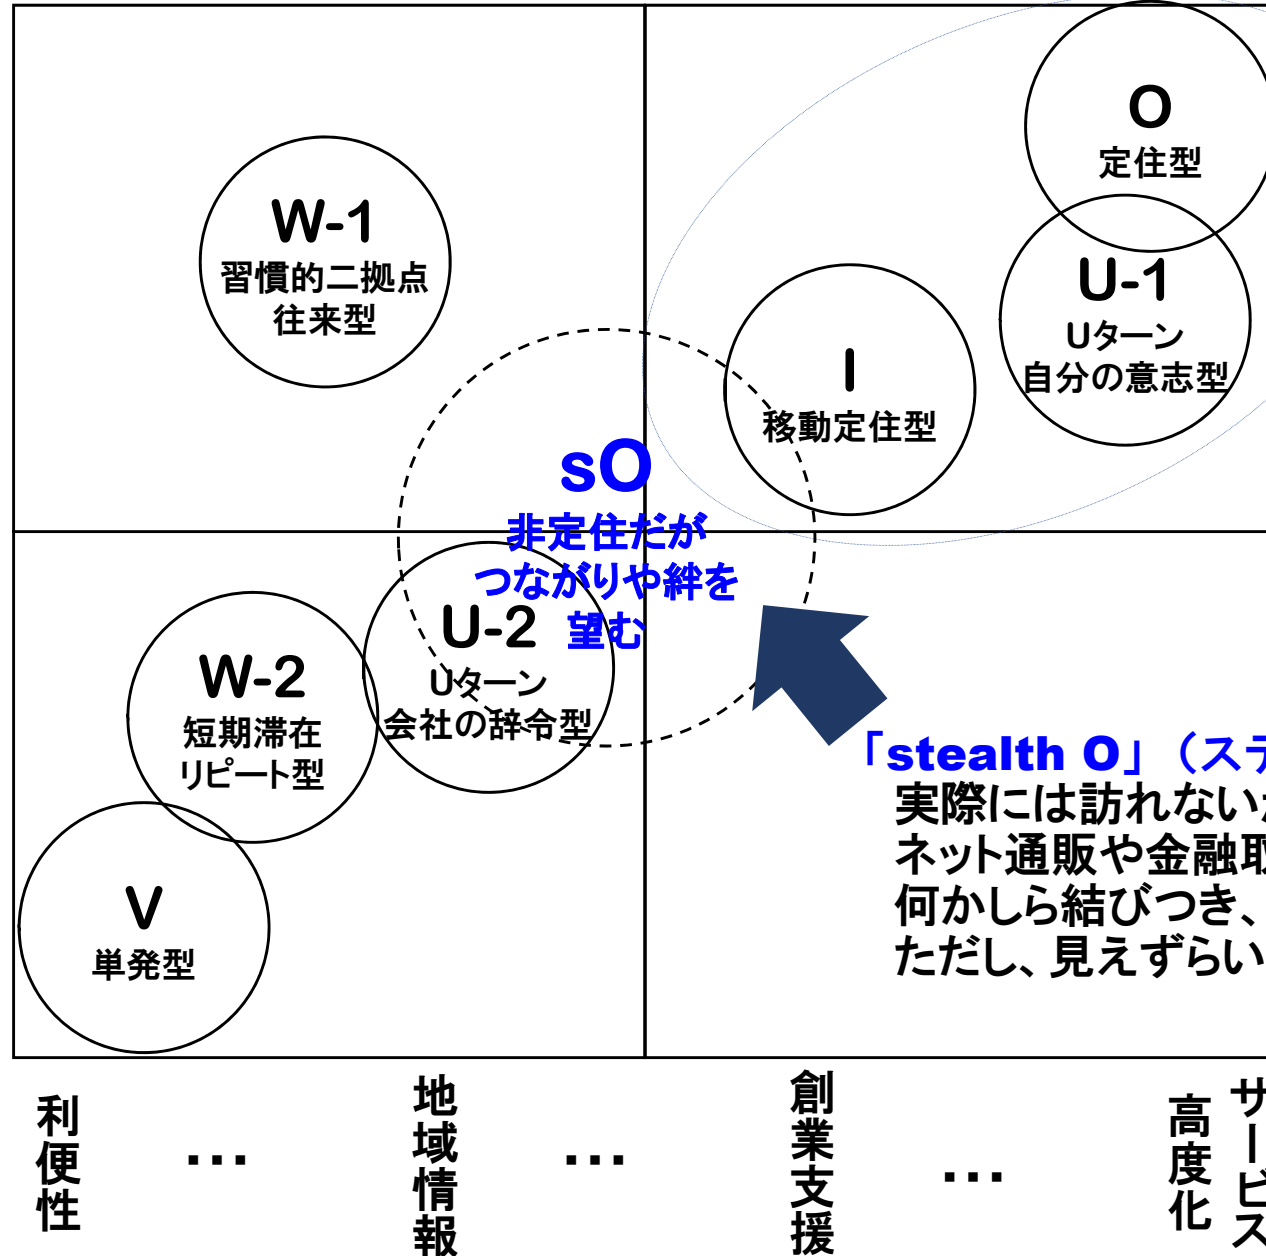 O
定住型
W-1
習慣的二拠点
往来型
U-1
Uターン
自分の意志型
I
移動定住型
sO
非定住だが
つながりや絆を
望む
U-2
Uターン
会社の辞令型
W-2
短期滞在
リピート型
V
単発型
「stealth O」（ステ
実際には訪れない
ネット通販や金融取
何かしら結びつき、
ただし、見えずらい
利便性
…
地域情報
…
創業支援
…
高度化
サービス